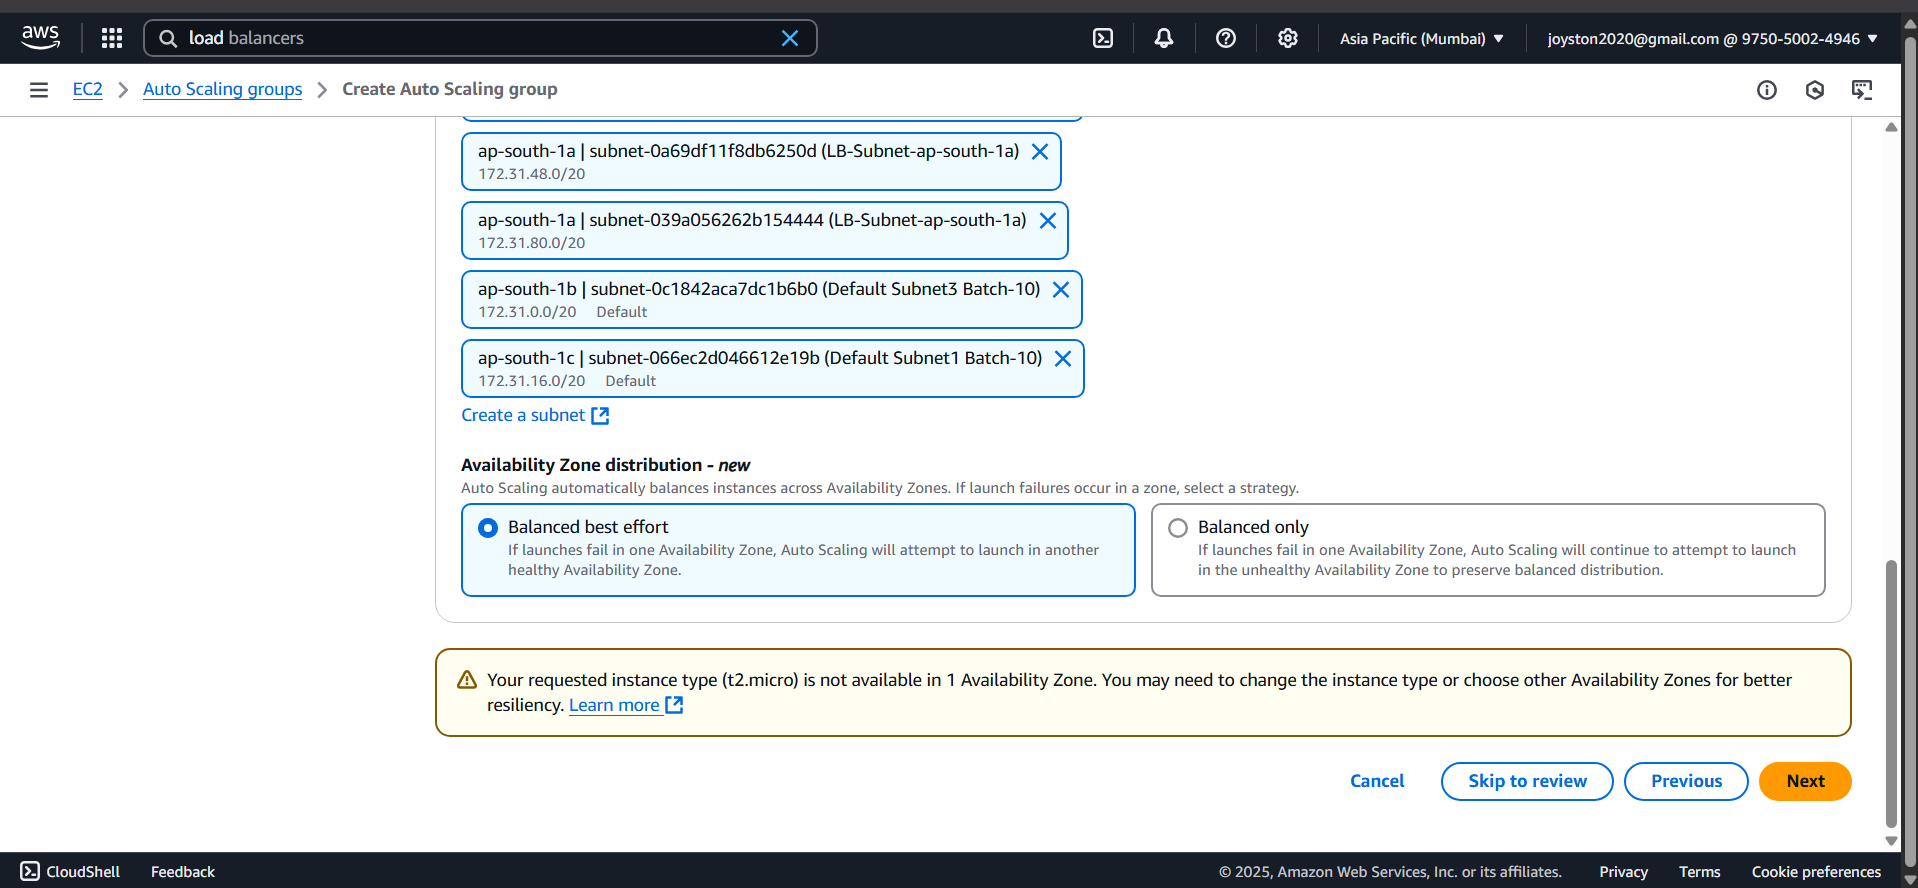 aws
load balancers
Asia Pacific (Mumbai)
joyston2020@gmail.com @ 9750-5002-4946
EC2
Auto Scaling groups
Create Auto Scaling group
ap-south-1a | subnet-0a69df11f8db6250d (LB-Subnet-ap-south-1a)
172.31.48.0/20
ap-south-1a | subnet-039a056262b154444 (LB-Subnet-ap-south-1a)
172.31.80.0/20
ap-south-1b | subnet-0c1842aca7dc1b6b0 (Default Subnet3 Batch-10)
172.31.0.0/20 Default
ap-south-1c | subnet-066ec2d046612e19b (Default Subnet1 Batch-10)
172.31.16.0/20 Default
Create a subnet
Availability Zone distribution - new
Auto Scaling automatically balances instances across Availability Zones. If launch failures occur in a zone, select a strategy.
Balanced best effort
If launches fail in one Availability Zone, Auto Scaling will attempt to launch in another
healthy Availability Zone.
Balanced only
If launches fail in one Availability Zone, Auto Scaling will continue to attempt to launch
in the unhealthy Availability Zone to preserve balanced distribution.
Your requested instance type (t2.micro) is not available in 1 Availability Zone. You may need to change the instance type or choose other Availability Zones for better
resiliency. Learn more
Cancel
Skip to review
Previous
Next
CloudShell
Feedback
© 2025, Amazon Web Services, Inc. or its affiliates.
Privacy
Terms
Cookie preferences